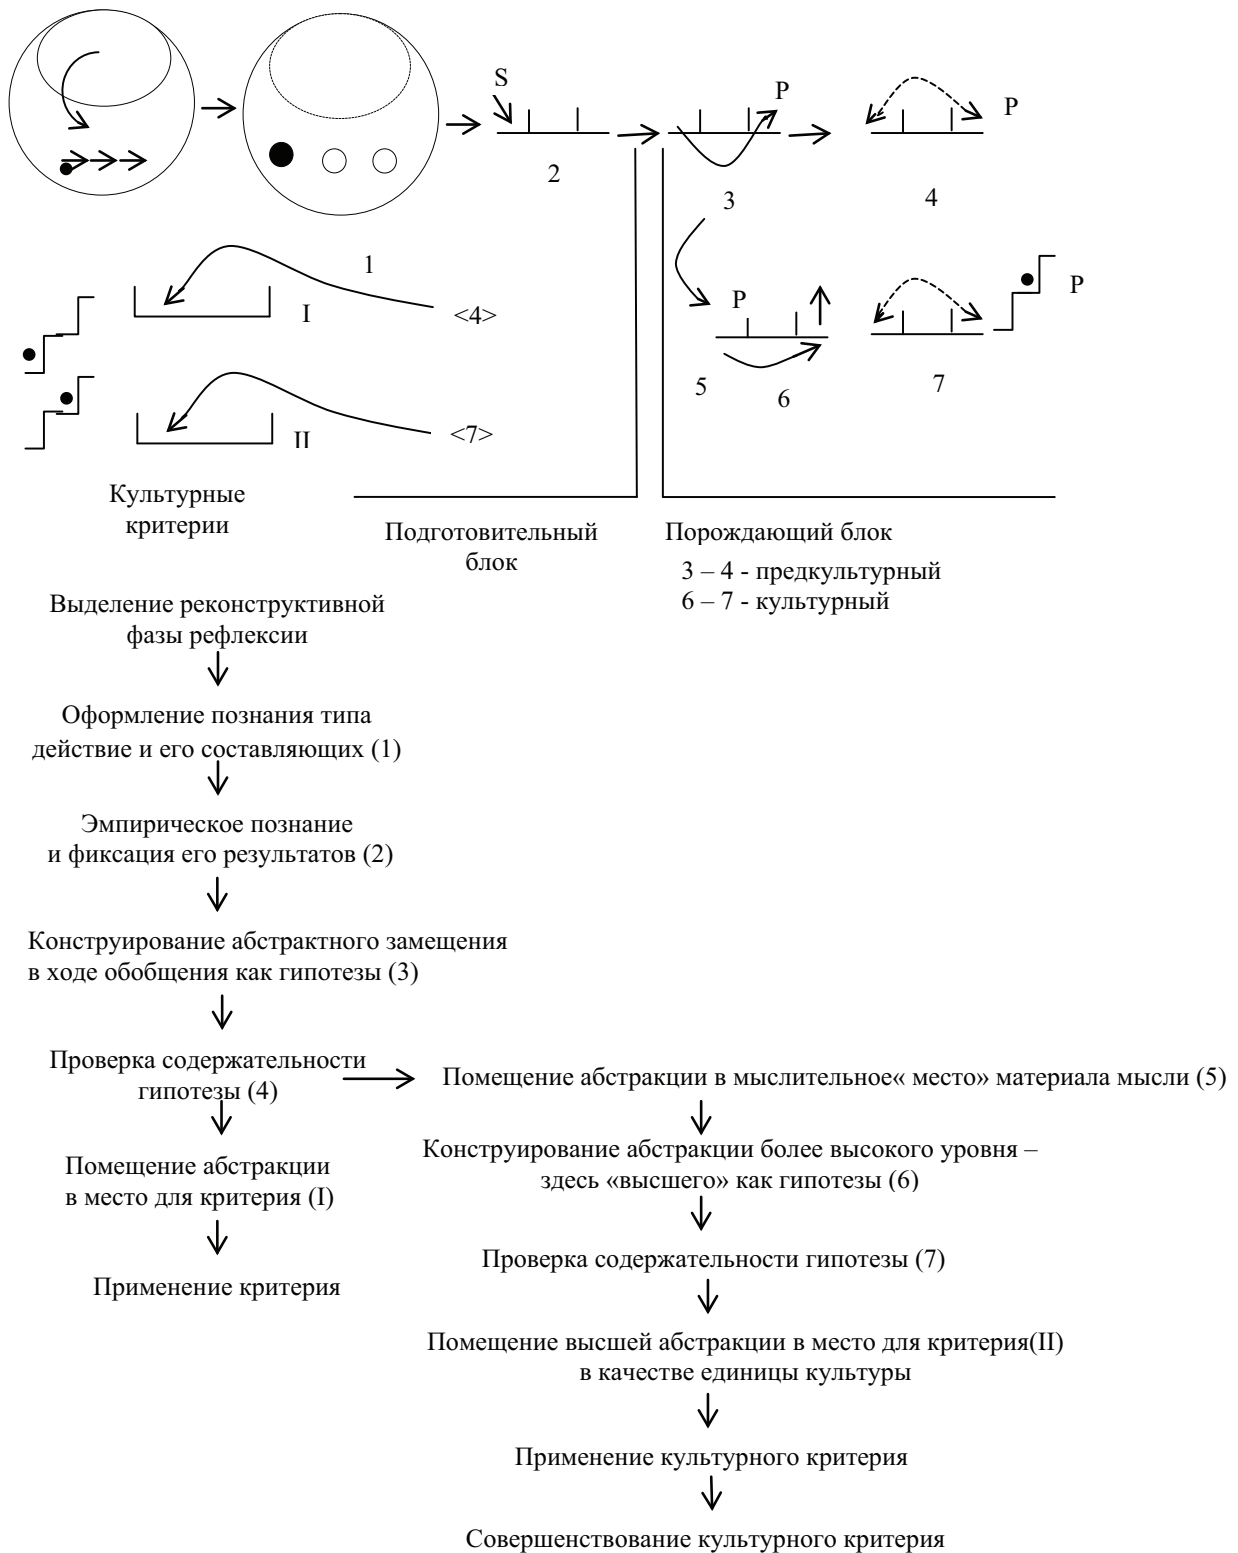 S
P
P
2
3
4
1
I
<4>
P
P
5
6
7
II
<7>
Культурные
критерии
Подготовительный
блок
Порождающий блок
3 – 4 - предкультурный
6 – 7 - культурный
Выделение реконструктивной
фазы рефлексии
Оформление познания типа
действие и его составляющих (1)
Эмпирическое познание
и фиксация его результатов (2)
Конструирование абстрактного замещения
в ходе обобщения как гипотезы (3)
Проверка содержательности
гипотезы (4)
Помещение абстракции в мыслительное« место» материала мысли (5)
Помещение абстракции
в место для критерия (I)
Конструирование абстракции более высокого уровня –
здесь «высшего» как гипотезы (6)
Применение критерия
Проверка содержательности гипотезы (7)
Помещение высшей абстракции в место для критерия(II)
в качестве единицы культуры
Применение культурного критерия
Совершенствование культурного критерия